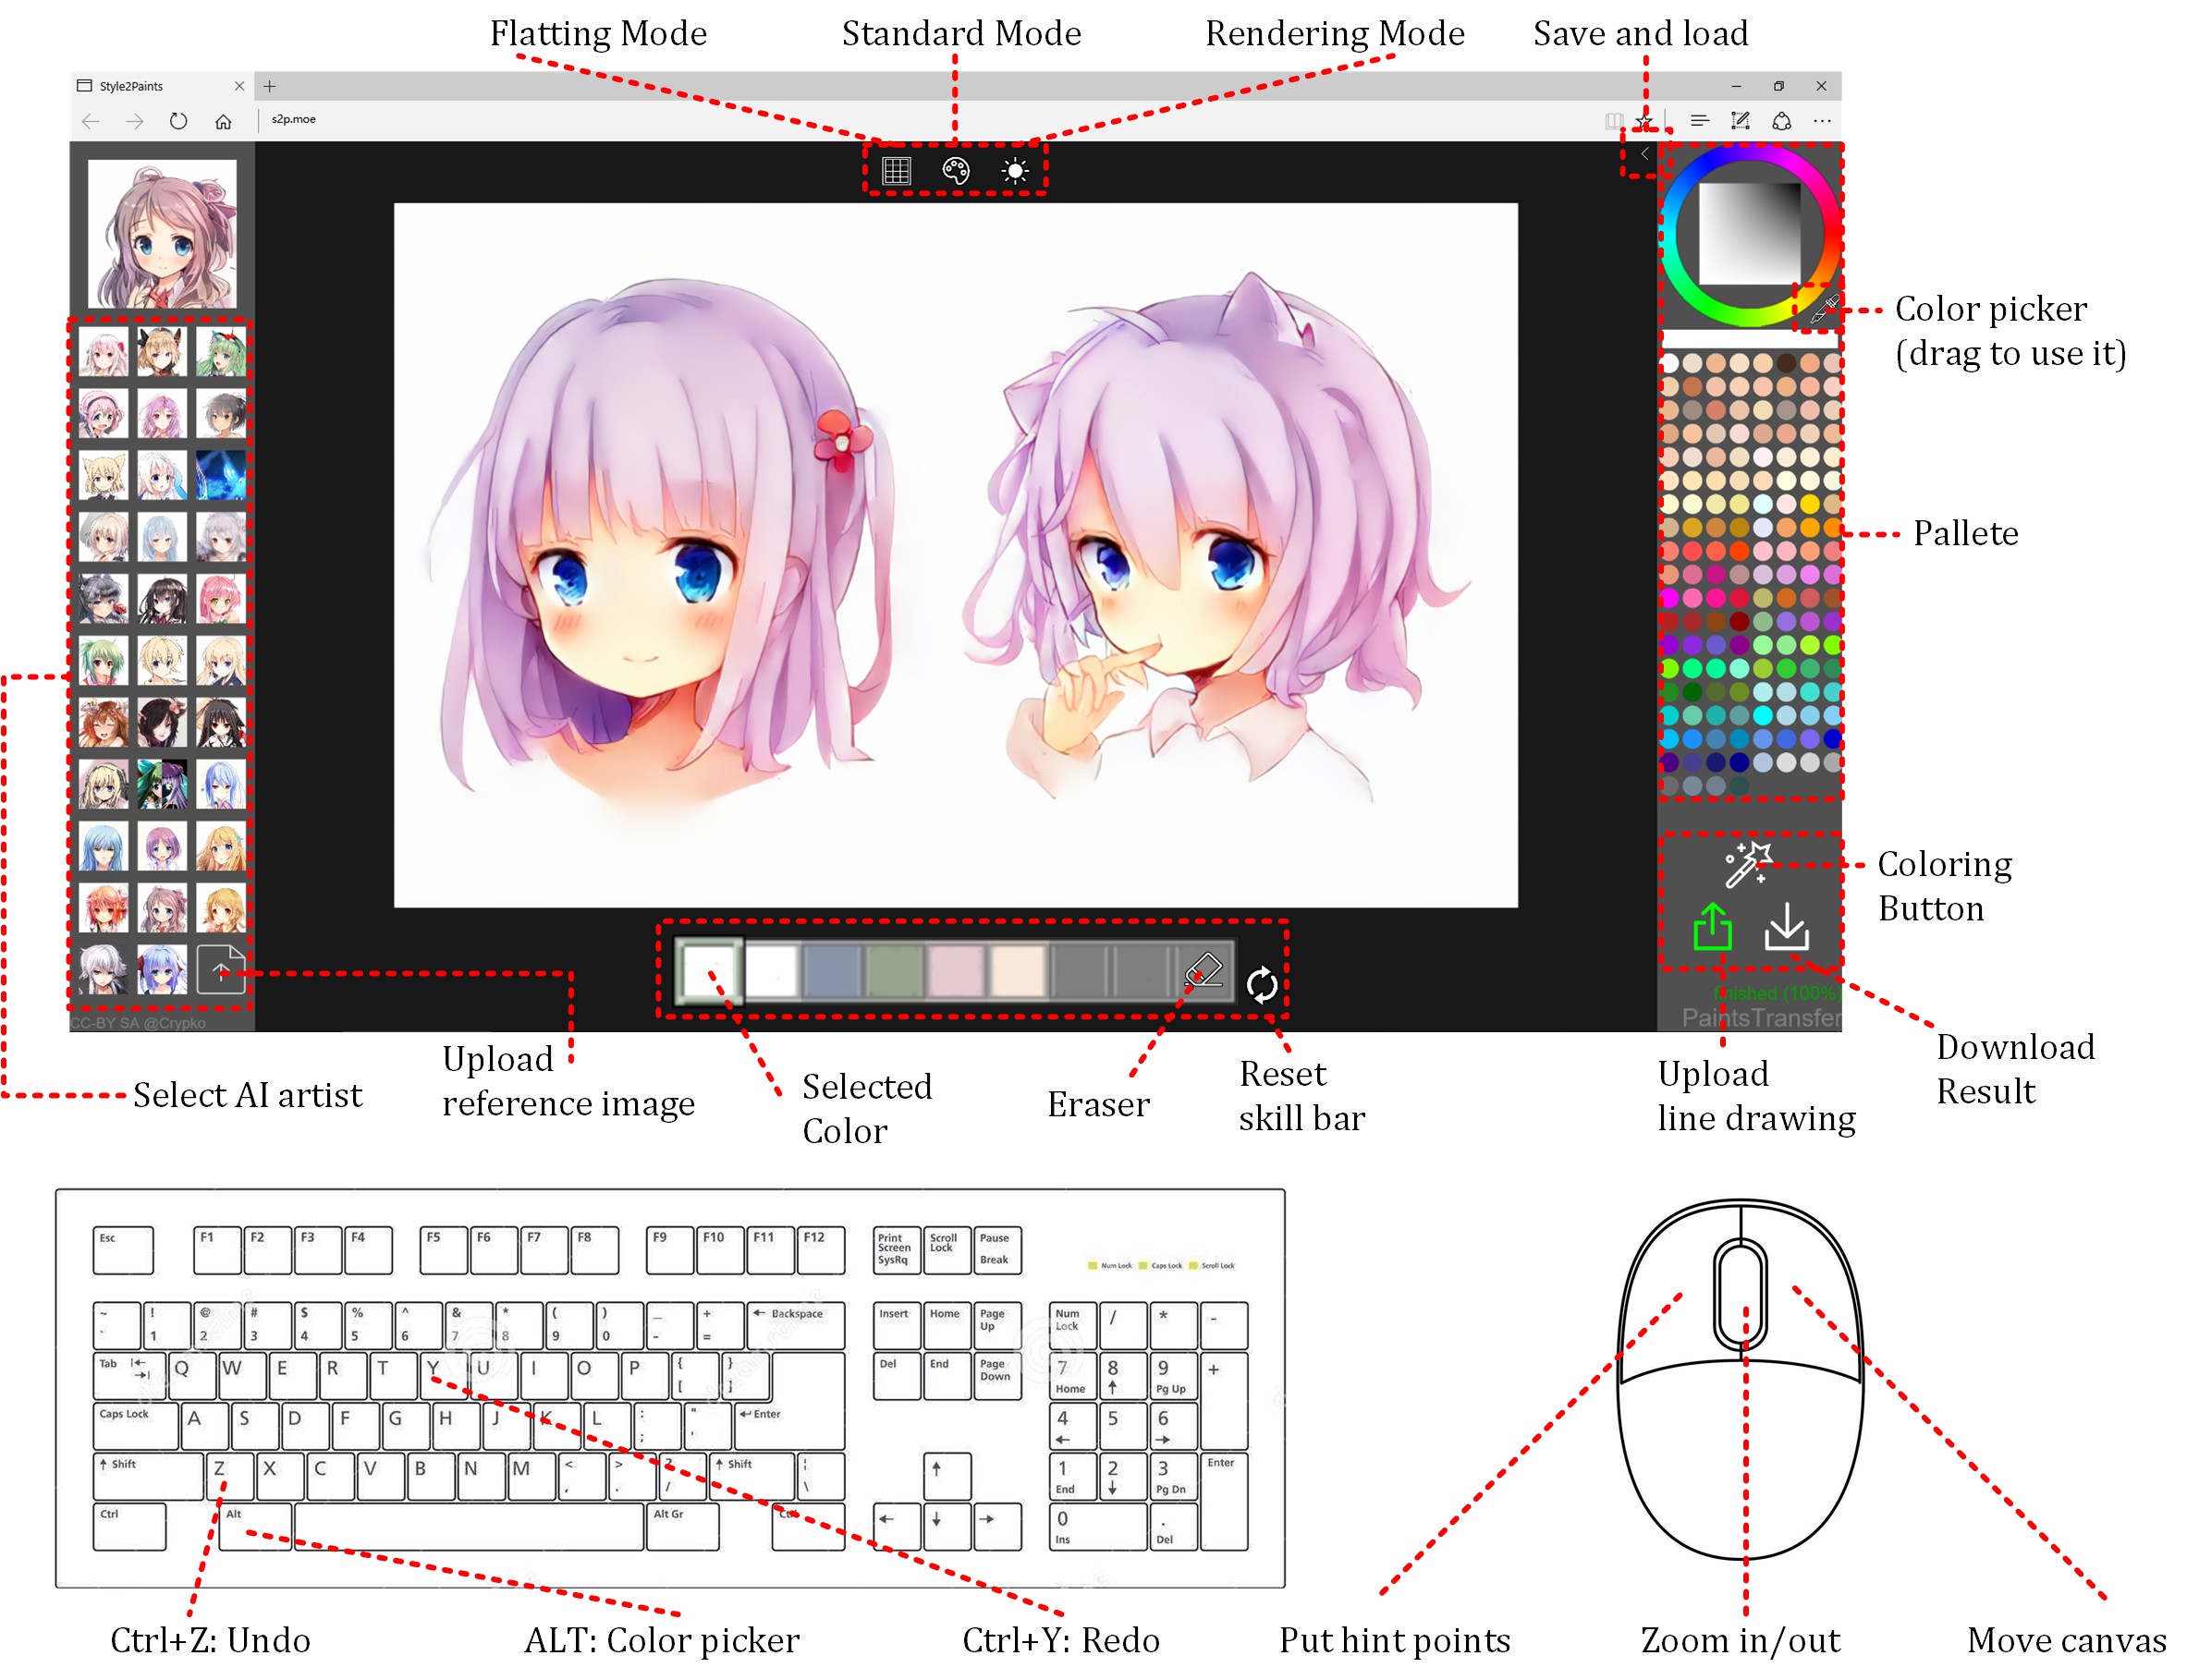 Flatting Mode
Standard Mode
Rendering Mode
Save and load
Style2Paints
s2p.moe
Color picker
(drag to use it)
Pallete
Coloring
Button
finished (100%)
PaintsTransfer
CC-BY SA @Crypko
Select AI artist
Upload
reference image
Selected
Color
Eraser
Reset
skill bar
Upload
line drawing
Download
Result
Esc F1 F2 F3 F4 F5 F6 F7 F8 F9 F10 F11 F12
Print
Screen
SysRq
Scroll
Lock
Pause
Break
Num Lock Caps Lock Scroll Lock
~ ! @ # $ % ^ & * ( ) _ + ← Backspace
` 1 2 3 4 5 6 7 8 9 0 - =
Insert Home Page
Up
Num
Lock
/ * -
Tab Q W E R T Y U I O P { }
[ ]
Del End Page
Down
7 8 9 +
Home ↑ Pg Up
Caps Lock A S D F G H J K L : " ↵ Enter
; '
4 5 6
← →
↑ Shift Z X C V B N M < > ? ↑ Shift ¦
, . / \
↑
1 2 3 Enter
End ↓ Pg Dn
Ctrl Alt Alt Gr Ctrl
← ↓ →
0 .
Ins Del
Ctrl+Z: Undo
ALT: Color picker
Ctrl+Y: Redo
Put hint points
Zoom in/out
Move canvas